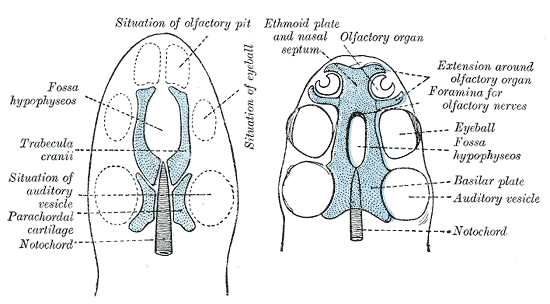 Situation of olfactory pit
Fossa
hypophyseos
Trabecula
cranii
Situation of
auditory
vesicle
Parachordal
cartilage
Notochord
Situation of eyeball
Ethmoid plate
and nasal
septum
Olfactory organ
Extension around
olfactory organ
Foramina for
olfactory nerves
Eyeball
Fossa
hypophyseos
Basilar plate
Auditory vesicle
Notochord